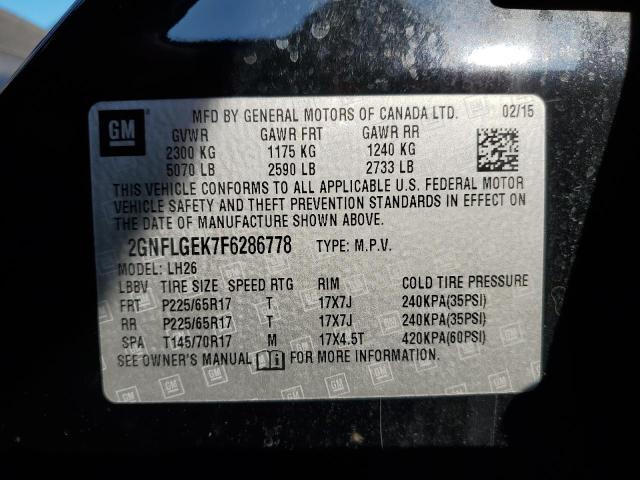 GM
MFD BY GENERAL MOTORS OF CANADA LTD. 02/15
GVWR GAWR FRT GAWR RR
2300 KG 1175 KG 1240 KG
5070 LB 2590 LB 2733 LB
THIS VEHICLE CONFORMS TO ALL APPLICABLE U.S. FEDERAL MOTOR
VEHICLE SAFETY AND THEFT PREVENTION STANDARDS IN EFFECT ON
THE DATE OF MANUFACTURE SHOWN ABOVE.
2GNFLGEK7F6286778 TYPE: M.P.V.
MODEL: LH26
LBBV TIRE SIZE SPEED RTG RIM COLD TIRE PRESSURE
FRT P225/65R17 T 17X7J 240KPA(35PSI)
RR P225/65R17 T 17X7J 240KPA(35PSI)
SPA T145/70R17 M 17X4.5T 420KPA(60PSI)
SEE OWNER'S MANUAL FOR MORE INFORMATION.